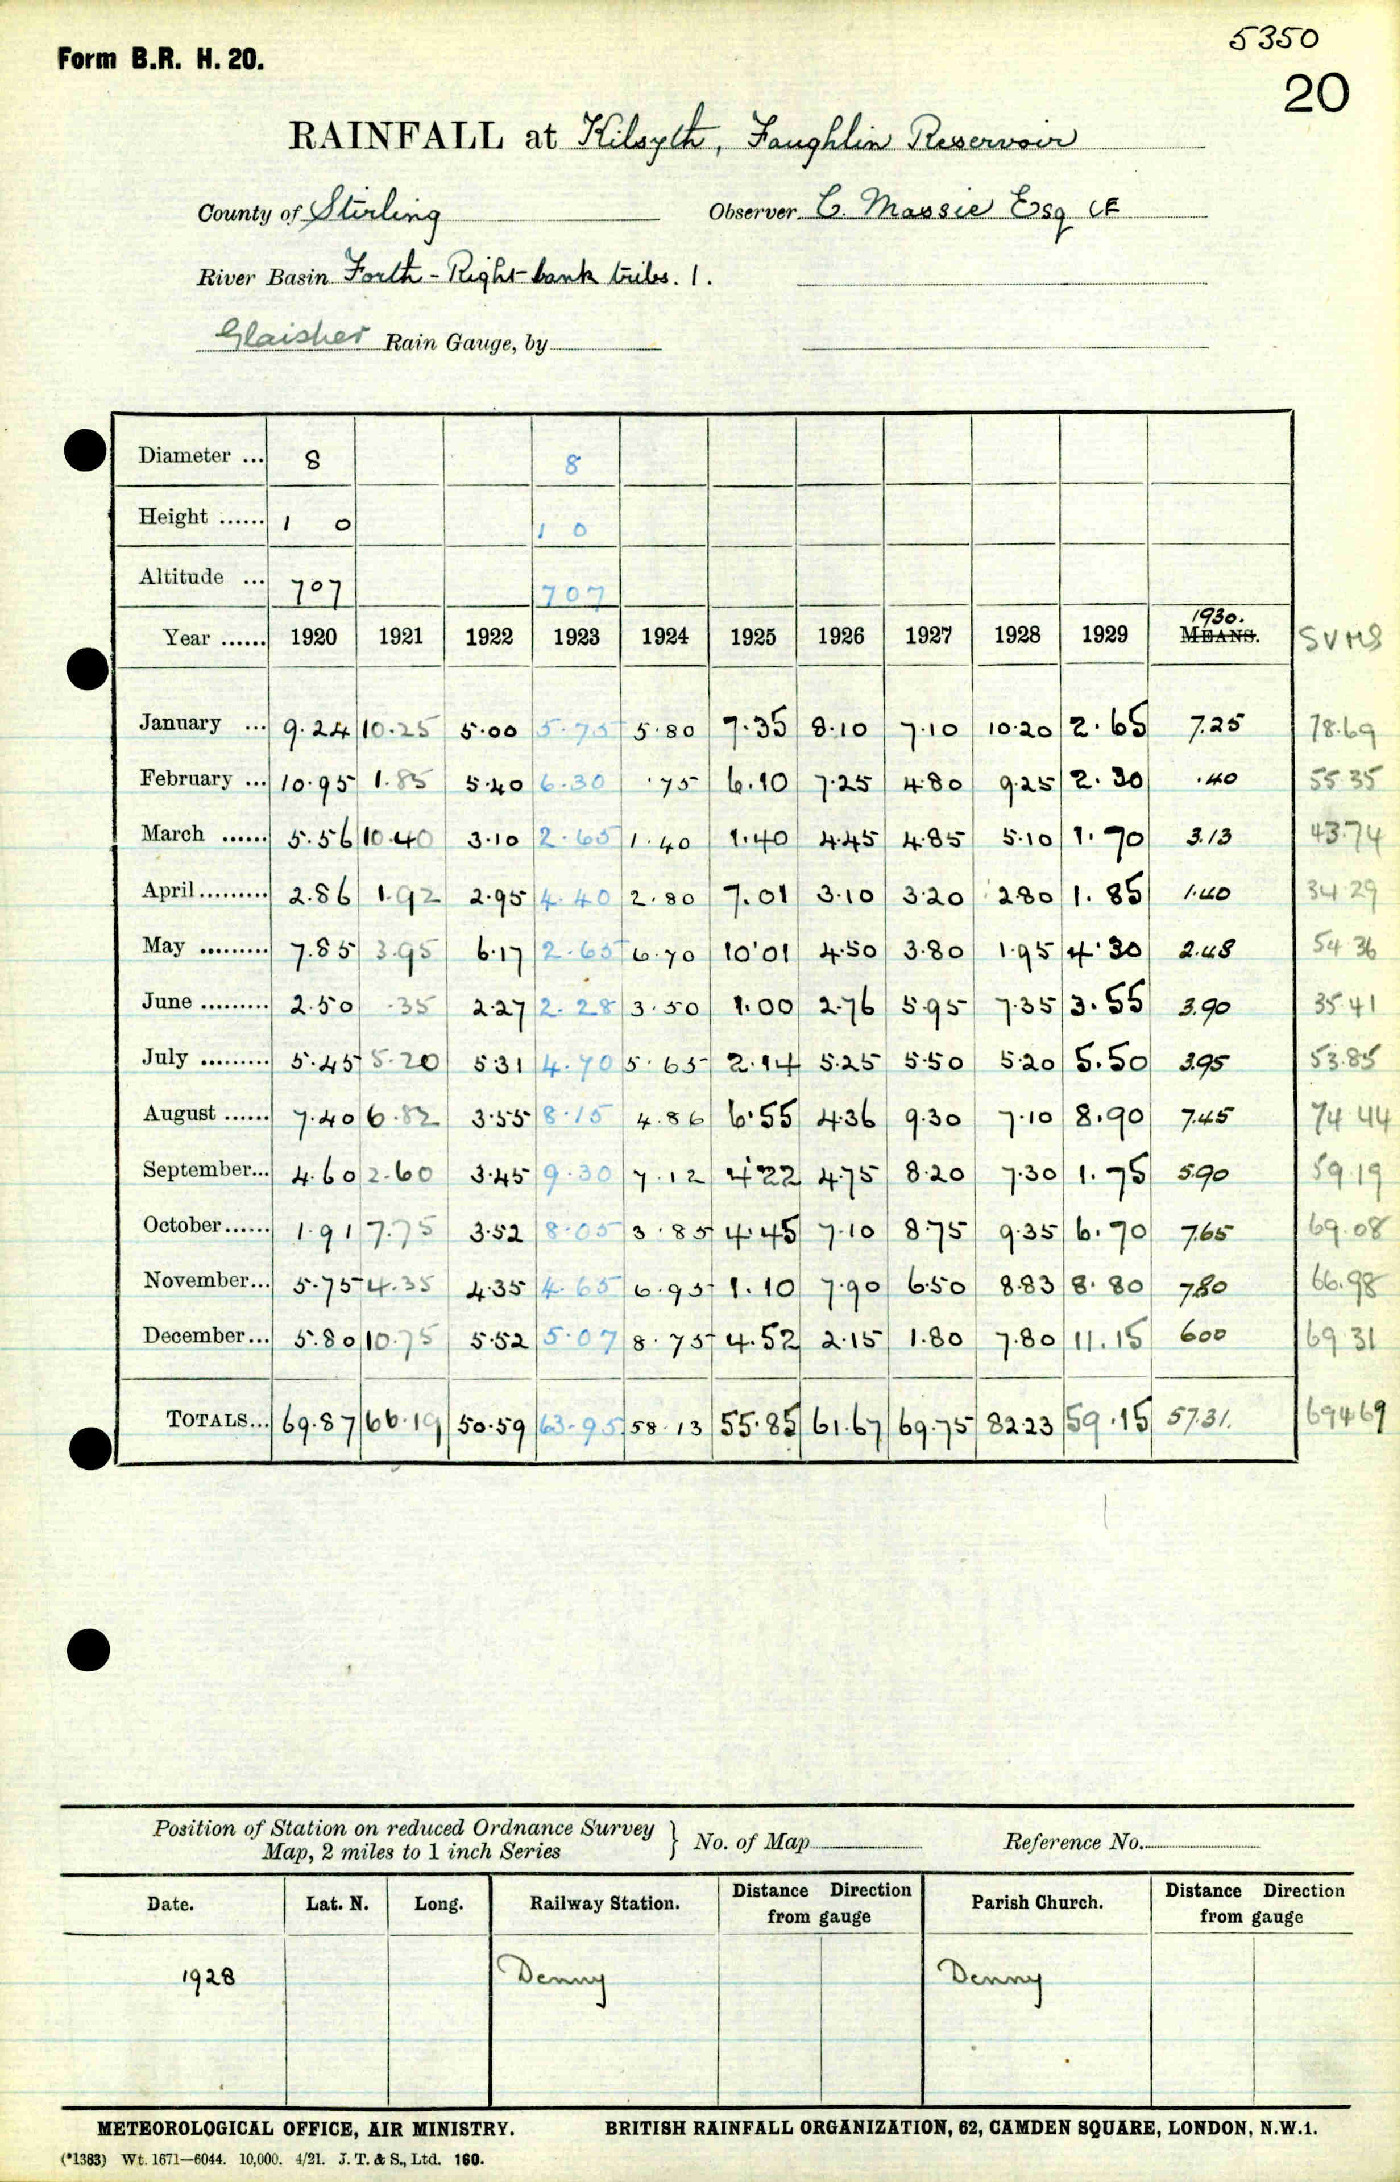 5350
Form B.R. H. 20.
20
RAINFALL at Kilsyth, Faughlin Reservoir
County of Stirling Observer C. Massie Esq CE
River Basin Forth - Right bank tribs. 1.
Glaisher Rain Gauge, by
Diameter ... 8 8
Height ...... 1 0 1 0
Altitude ... 707 707
Year ...... 1920 1921 1922 1923 1924 1925 1926 1927 1928 1929 1930. MEANS. SUMS
January ... 9.24 10.25 5.00 5.75 5.80 7.35 8.10 7.10 10.20 2.65 7.25 78.69
February ... 10.95 1.85 5.40 6.30 .75 6.10 7.25 4.80 9.25 2.30 .40 55.35
March ...... 5.56 10.40 3.10 2.65 1.40 1.40 4.45 4.85 5.10 1.70 3.13 43.74
April ......... 2.86 1.92 2.95 4.40 2.80 7.01 3.10 3.20 2.80 1.85 1.40 34.29
May ......... 7.85 3.95 6.17 2.65 6.70 10.01 4.50 3.80 1.95 4.30 2.48 54.36
June ......... 2.50 .35 2.27 2.28 3.50 1.00 2.76 5.95 7.35 3.55 3.90 35.41
July ......... 5.45 5.20 5.31 4.70 5.65 2.14 5.25 5.50 5.20 5.50 3.95 53.85
August ...... 7.40 6.82 3.55 8.15 4.86 6.55 4.36 9.30 7.10 8.90 7.45 74.44
September... 4.60 2.60 3.45 9.30 7.12 4.22 4.75 8.20 7.30 1.75 5.90 59.19
October...... 1.91 7.75 3.52 8.05 3.85 4.45 7.10 8.75 9.35 6.70 7.65 69.08
November... 5.75 4.35 4.35 4.65 6.95 1.10 7.90 6.50 8.83 8.80 7.80 66.98
December... 5.80 10.75 5.52 5.07 8.75 4.52 2.15 1.80 7.80 11.15 6.00 69.31
TOTALS... 69.87 66.19 50.59 63.95 58.13 55.85 61.67 69.75 82.23 59.15 57.31. 694.69
Position of Station on reduced Ordnance Survey
Map, 2 miles to 1 inch Series } No. of Map Reference No.
Date. Lat. N. Long. Railway Station. Distance Direction from gauge Parish Church. Distance Direction from gauge
1928 Denny Denny
METEOROLOGICAL OFFICE, AIR MINISTRY. BRITISH RAINFALL ORGANIZATION, 62, CAMDEN SQUARE, LONDON, N.W.1.
(*1383) Wt. 1671—6044. 10,000. 4/21. J. T. & S., Ltd. 160.